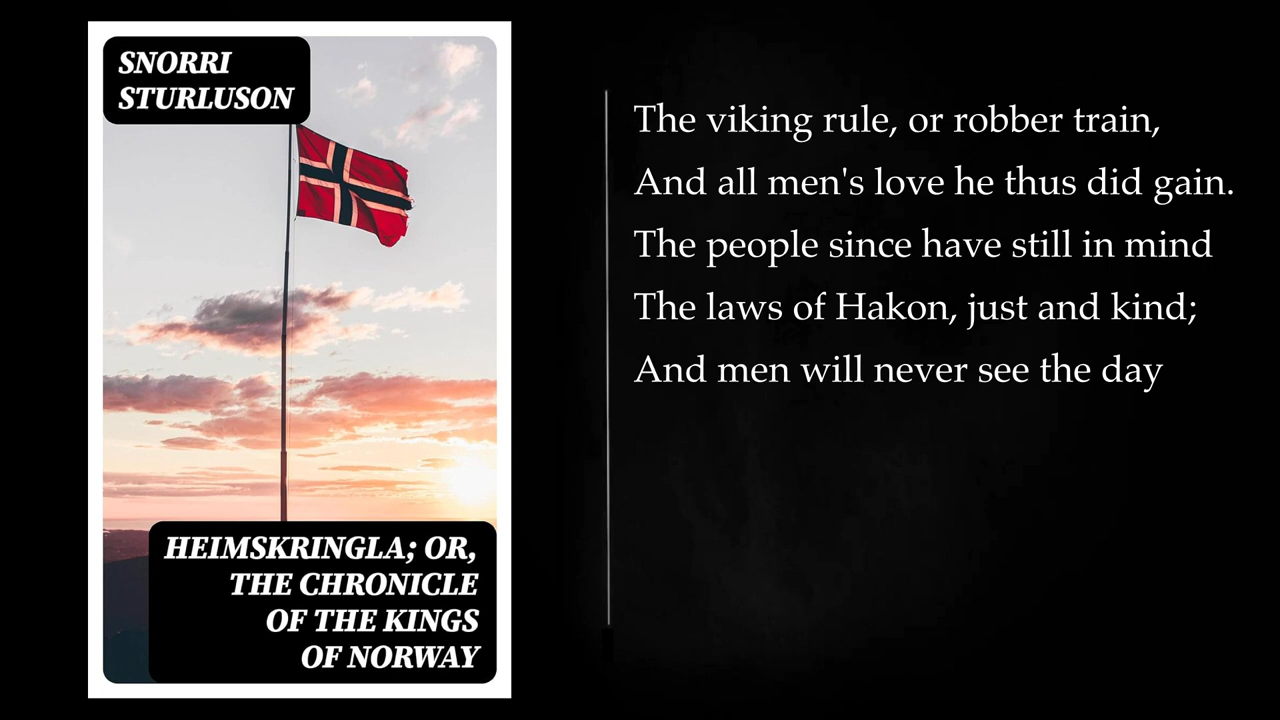 SNORRI
STURLUSON
HEIMSKRINGLA; OR,
THE CHRONICLE
OF THE KINGS
OF NORWAY
The viking rule, or robber train,
And all men's love he thus did gain.
The people since have still in mind
The laws of Hakon, just and kind;
And men will never see the day